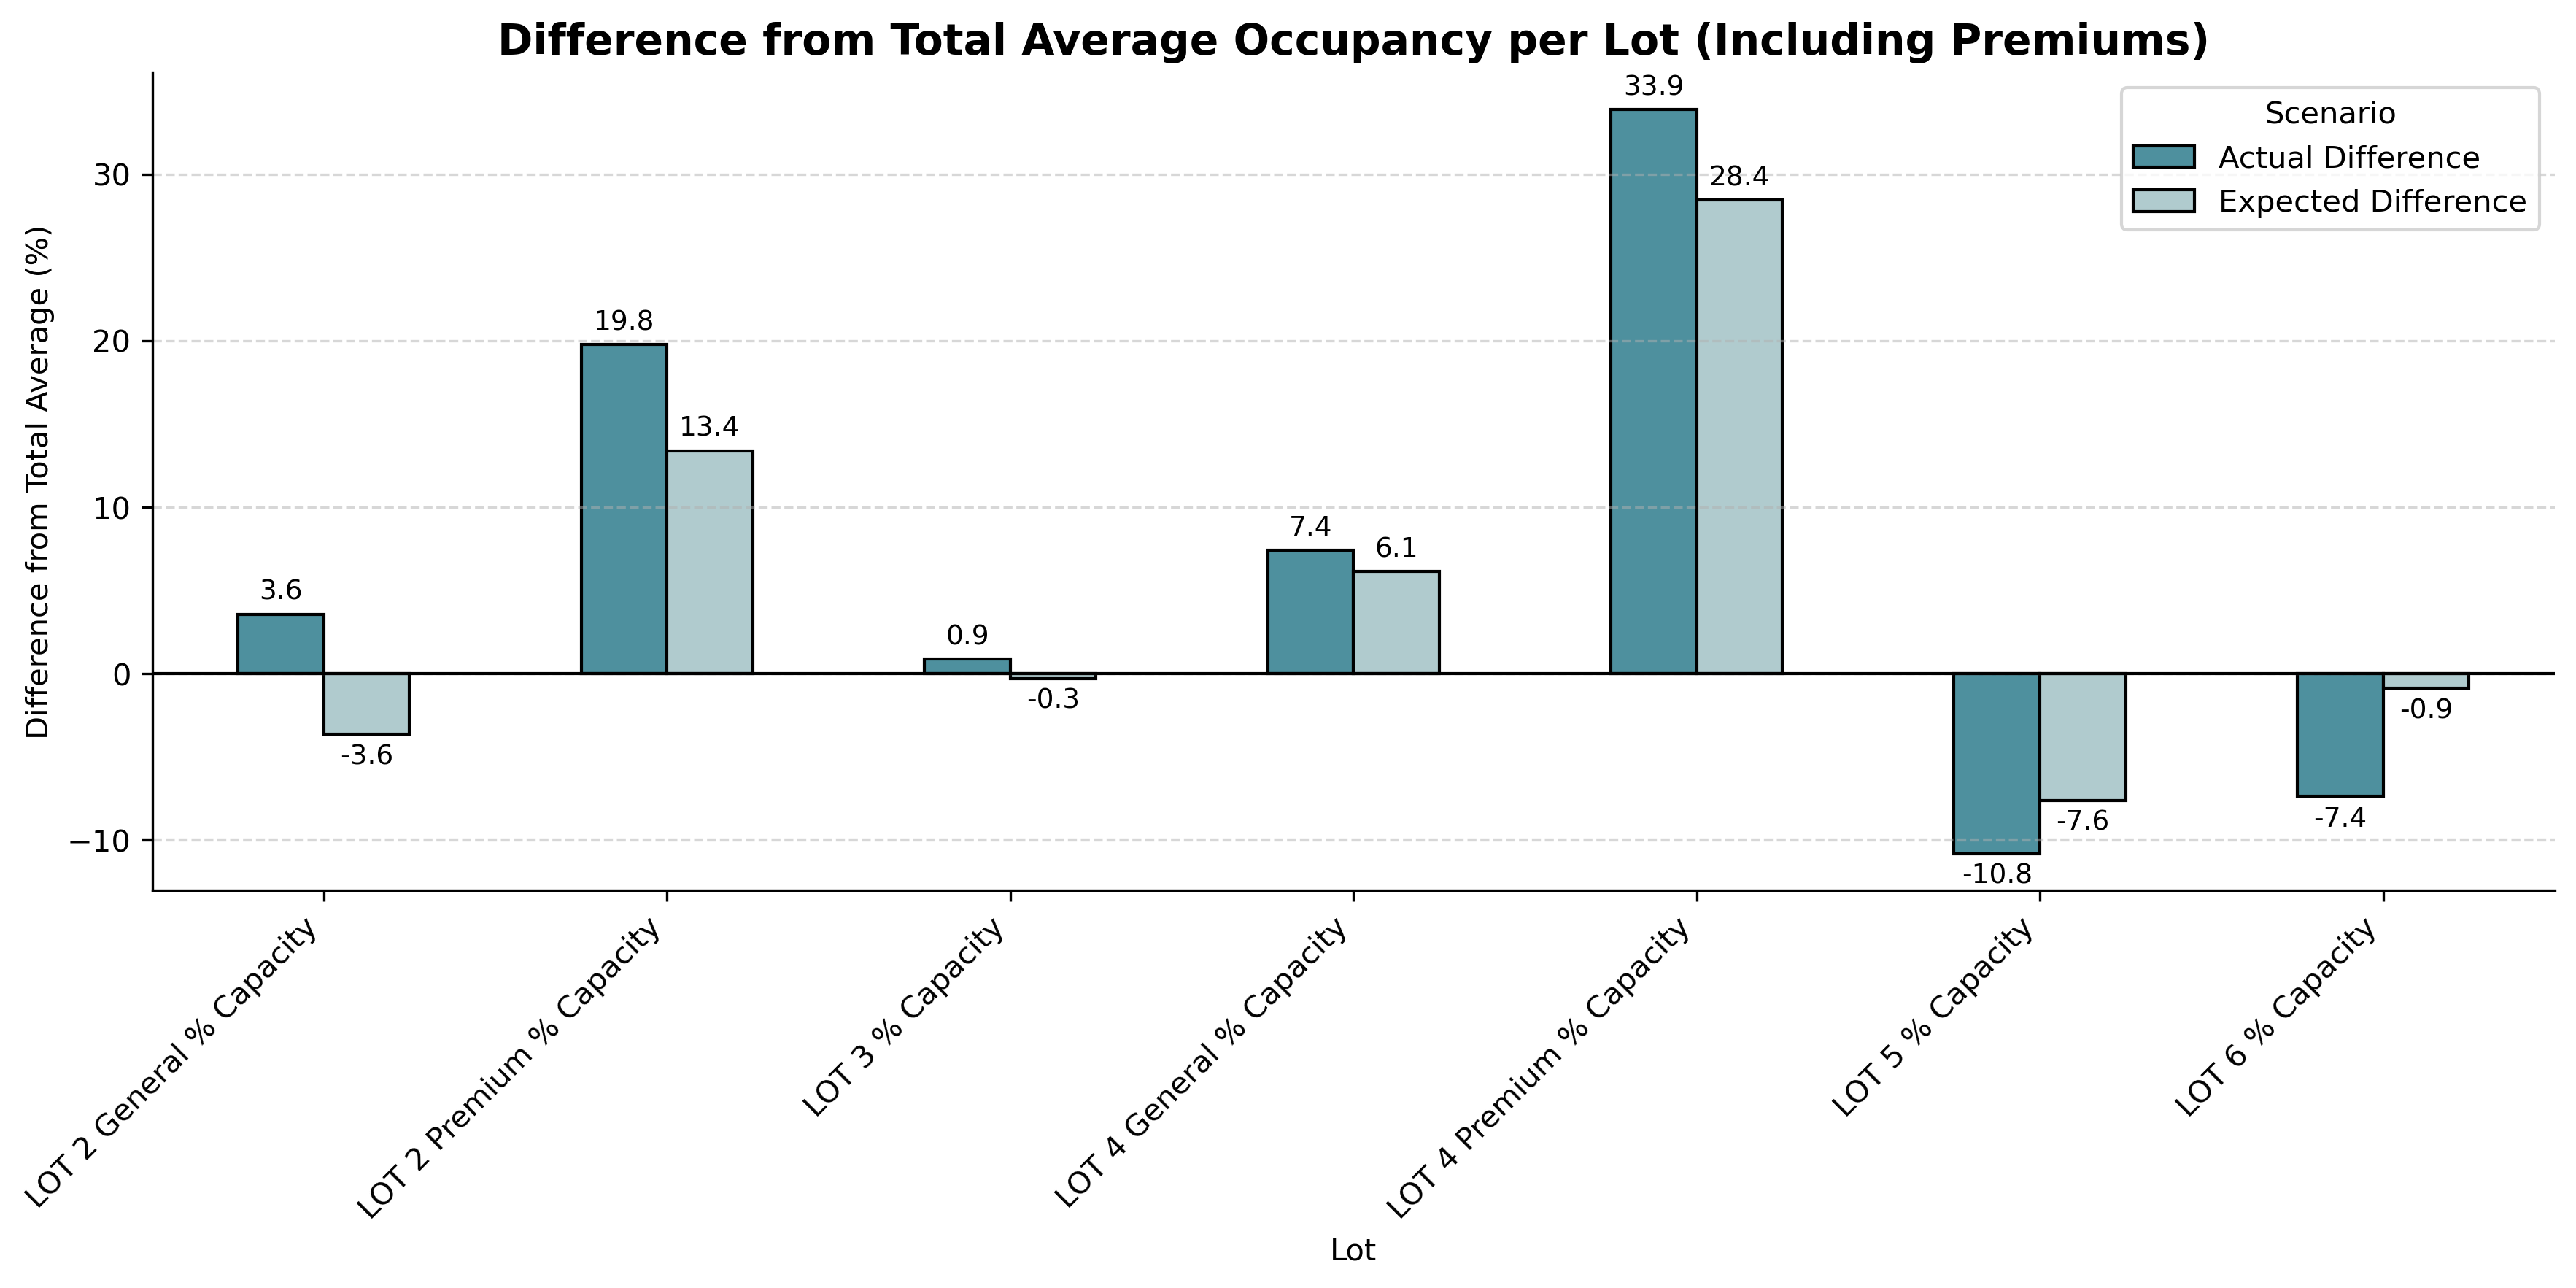 Difference from Total Average Occupancy per Lot (Including Premiums)
Scenario
Actual Difference
Expected Difference
Difference from Total Average (%)
30
20
10
0
−10
3.6
-3.6
19.8
13.4
0.9
-0.3
7.4
6.1
33.9
28.4
-10.8
-7.6
-7.4
-0.9
LOT 2 General % Capacity
LOT 2 Premium % Capacity
LOT 3 % Capacity
LOT 4 General % Capacity
LOT 4 Premium % Capacity
LOT 5 % Capacity
LOT 6 % Capacity
Lot